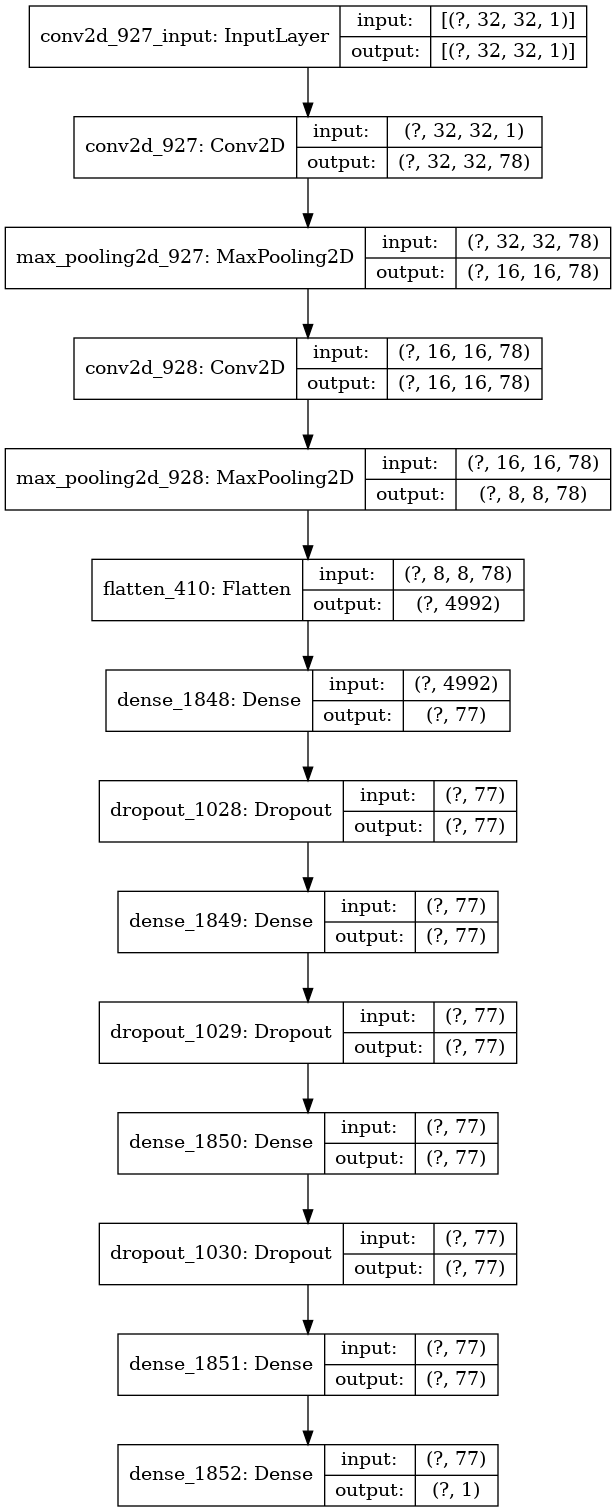 conv2d_927_input: InputLayer
input: [(?, 32, 32, 1)]
output: [(?, 32, 32, 1)]
conv2d_927: Conv2D
input: (?, 32, 32, 1)
output: (?, 32, 32, 78)
max_pooling2d_927: MaxPooling2D
input: (?, 32, 32, 78)
output: (?, 16, 16, 78)
conv2d_928: Conv2D
input: (?, 16, 16, 78)
output: (?, 16, 16, 78)
max_pooling2d_928: MaxPooling2D
input: (?, 16, 16, 78)
output: (?, 8, 8, 78)
flatten_410: Flatten
input: (?, 8, 8, 78)
output: (?, 4992)
dense_1848: Dense
input: (?, 4992)
output: (?, 77)
dropout_1028: Dropout
input: (?, 77)
output: (?, 77)
dense_1849: Dense
input: (?, 77)
output: (?, 77)
dropout_1029: Dropout
input: (?, 77)
output: (?, 77)
dense_1850: Dense
input: (?, 77)
output: (?, 77)
dropout_1030: Dropout
input: (?, 77)
output: (?, 77)
dense_1851: Dense
input: (?, 77)
output: (?, 77)
dense_1852: Dense
input: (?, 77)
output: (?, 1)